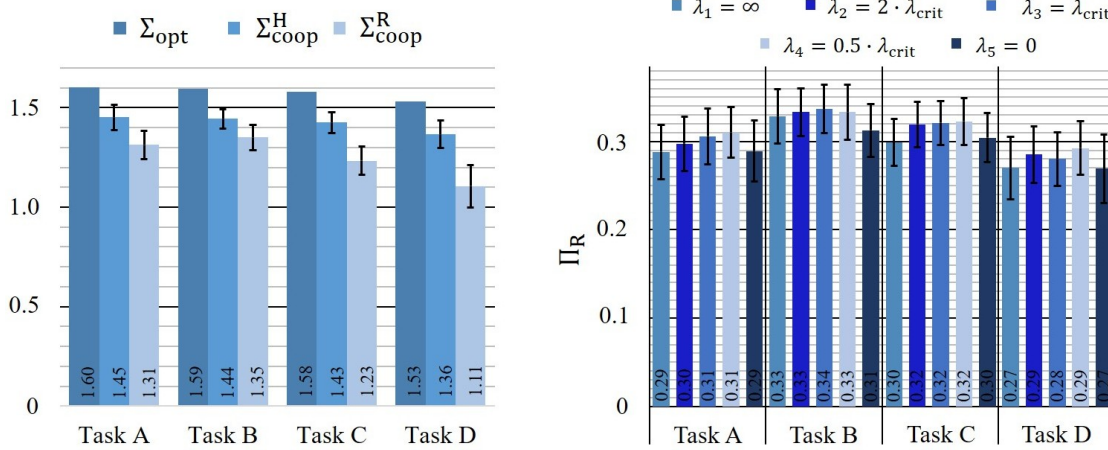 Σopt Σ^H_coop Σ^R_coop
1.5
1.0
0.5
0
1.60 1.45 1.31 1.59 1.44 1.35 1.58 1.43 1.23 1.53 1.36 1.11
Task A Task B Task C Task D
λ1 = ∞ λ2 = 2 · λcrit λ3 = λcrit
λ4 = 0.5 · λcrit λ5 = 0
ΠR
0.3
0.2
0.1
0
0.29 0.30 0.31 0.31 0.29 0.33 0.33 0.34 0.33 0.31 0.30 0.32 0.32 0.32 0.30 0.27 0.29 0.28 0.29 0.27
Task A Task B Task C Task D